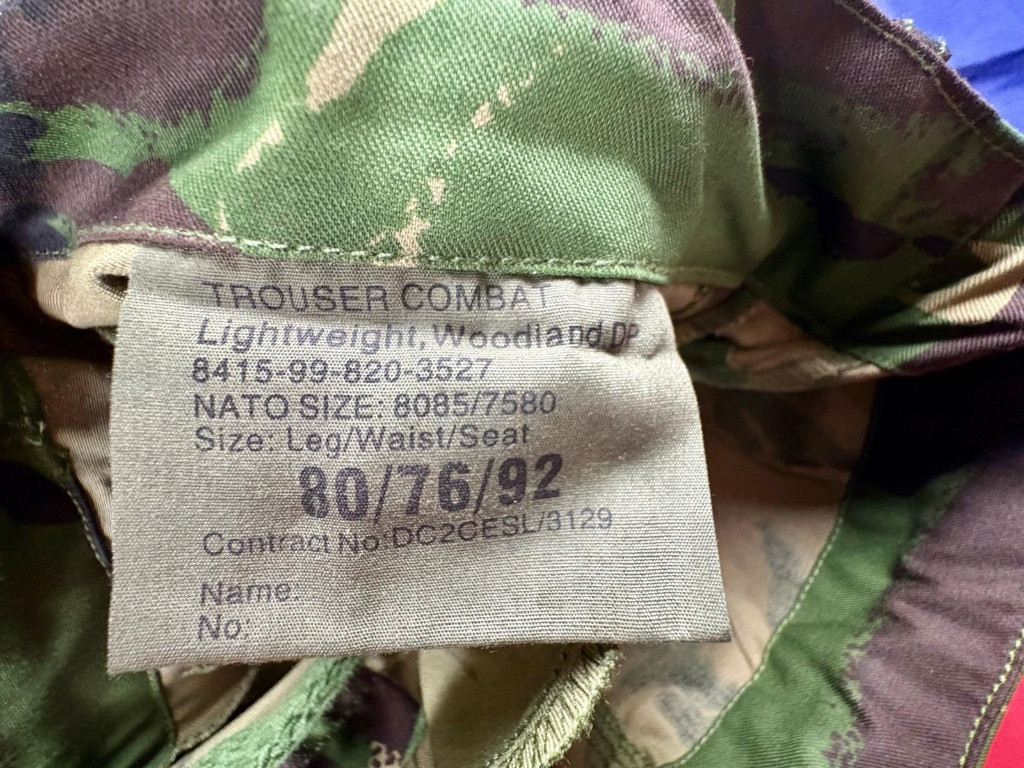 TROUSER COMBAT
Lightweight, Woodland DP
8415-99-820-3527
NATO SIZE: 8085/7580
Size: Leg/Waist/Seat
80/76/92
Contract No: DC2CESL/3129
Name.
No: